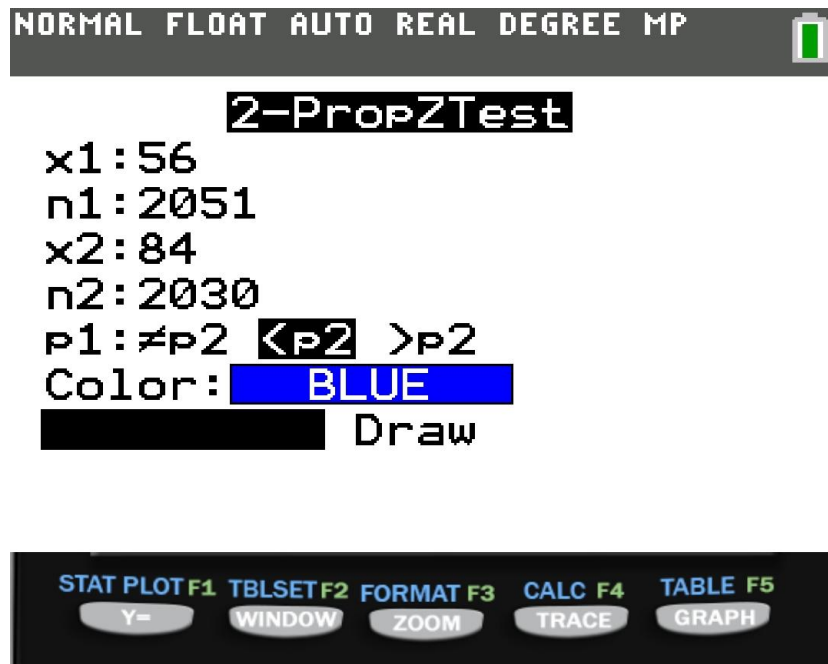 NORMAL FLOAT AUTO REAL DEGREE MP
2-PropZTest
x1:56
n1:2051
x2:84
n2:2030
p1:≠p2 <p2 >p2
Color: BLUE
Draw
STAT PLOT F1 TBLSET F2 FORMAT F3 CALC F4 TABLE F5
Y= WINDOW ZOOM TRACE GRAPH